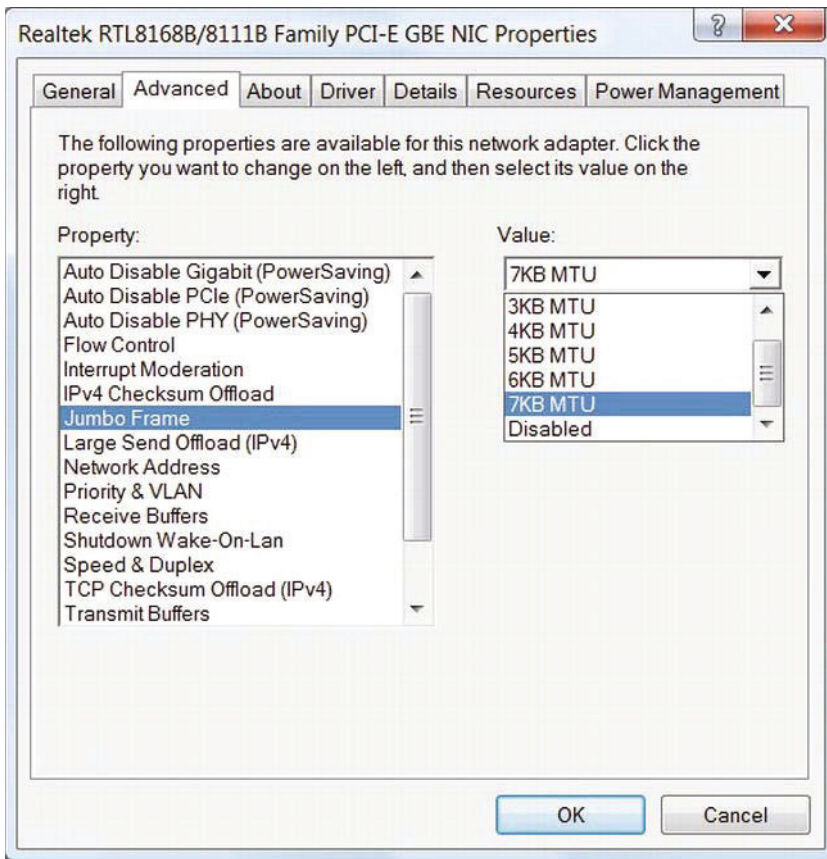 Realtek RTL8168B/8111B Family PCI-E GBE NIC Properties
General Advanced About Driver Details Resources Power Management
The following properties are available for this network adapter. Click the
property you want to change on the left, and then select its value on the
right.
Property:
Auto Disable Gigabit (PowerSaving)
Auto Disable PCIe (PowerSaving)
Auto Disable PHY (PowerSaving)
Flow Control
Interrupt Moderation
IPv4 Checksum Offload
Jumbo Frame
Large Send Offload (IPv4)
Network Address
Priority & VLAN
Receive Buffers
Shutdown Wake-On-Lan
Speed & Duplex
TCP Checksum Offload (IPv4)
Transmit Buffers
Value:
7KB MTU
3KB MTU
4KB MTU
5KB MTU
6KB MTU
7KB MTU
Disabled
OK Cancel